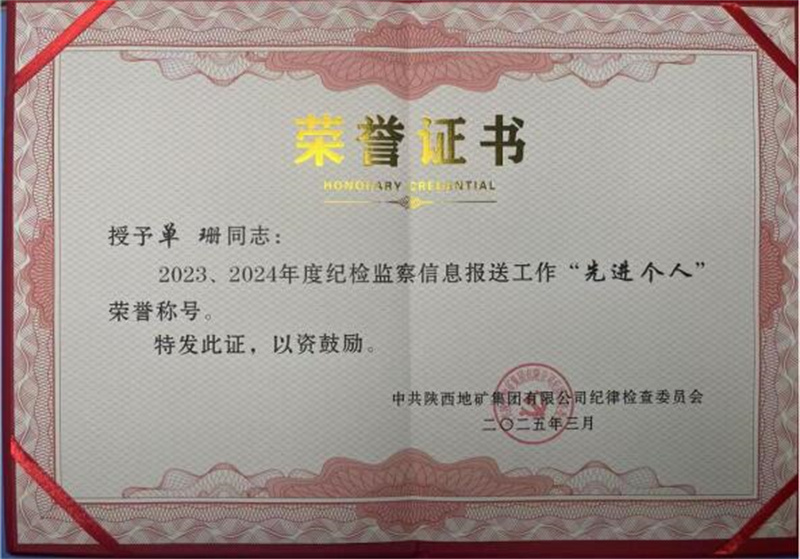 荣誉证书
HONORARY CREDENTIAL
授予单 珊同志：
2023、2024年度纪检监察信息报送工作“先进个人”
荣誉称号。
特发此证，以资鼓励。
中共陕西地矿集团有限公司纪律检查委员会
二〇二五年三月